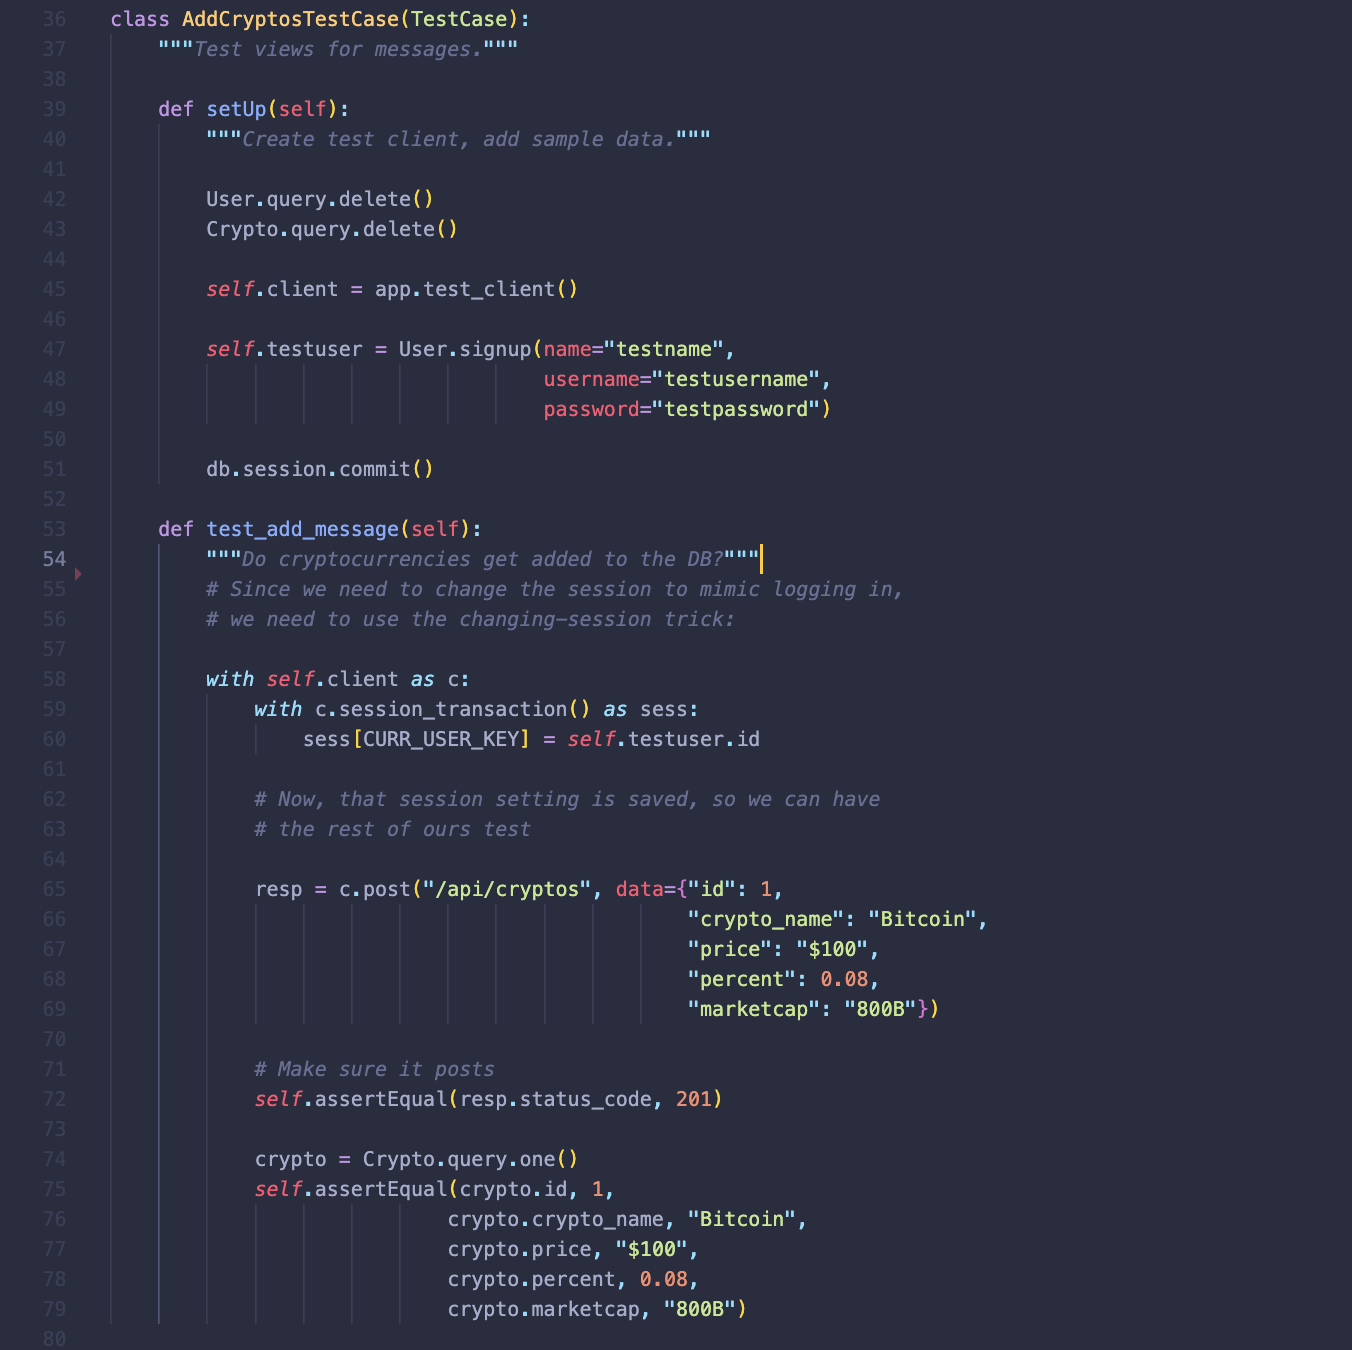 36 class AddCryptosTestCase(TestCase):
37 """Test views for messages."""
38
39 def setUp(self):
40 """Create test client, add sample data."""
41
42 User.query.delete()
43 Crypto.query.delete()
44
45 self.client = app.test_client()
46
47 self.testuser = User.signup(name="testname",
48 username="testusername",
49 password="testpassword")
50
51 db.session.commit()
52
53 def test_add_message(self):
54 """Do cryptocurrencies get added to the DB?"""
55 # Since we need to change the session to mimic logging in,
56 # we need to use the changing-session trick:
57
58 with self.client as c:
59 with c.session_transaction() as sess:
60 sess[CURR_USER_KEY] = self.testuser.id
61
62 # Now, that session setting is saved, so we can have
63 # the rest of ours test
64
65 resp = c.post("/api/cryptos", data={"id": 1,
66 "crypto_name": "Bitcoin",
67 "price": "$100",
68 "percent": 0.08,
69 "marketcap": "800B"})
70
71 # Make sure it posts
72 self.assertEqual(resp.status_code, 201)
73
74 crypto = Crypto.query.one()
75 self.assertEqual(crypto.id, 1,
76 crypto.crypto_name, "Bitcoin",
77 crypto.price, "$100",
78 crypto.percent, 0.08,
79 crypto.marketcap, "800B")
80